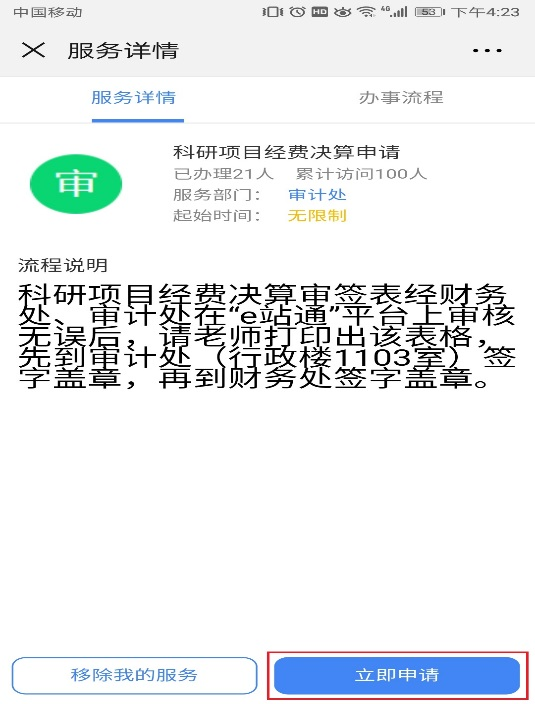 中国移动 HD 4G 53 下午4:23
服务详情
服务详情 办事流程
审
科研项目经费决算申请
已办理21人 累计访问100人
服务部门： 审计处
起始时间： 无限制
流程说明
科研项目经费决算审签表经财务
处、审计处在“e站通”平台上审核
无误后，请老师打印出该表格，
先到审计处（行政楼1103室）签
字盖章，再到财务处签字盖章。
移除我的服务 立即申请